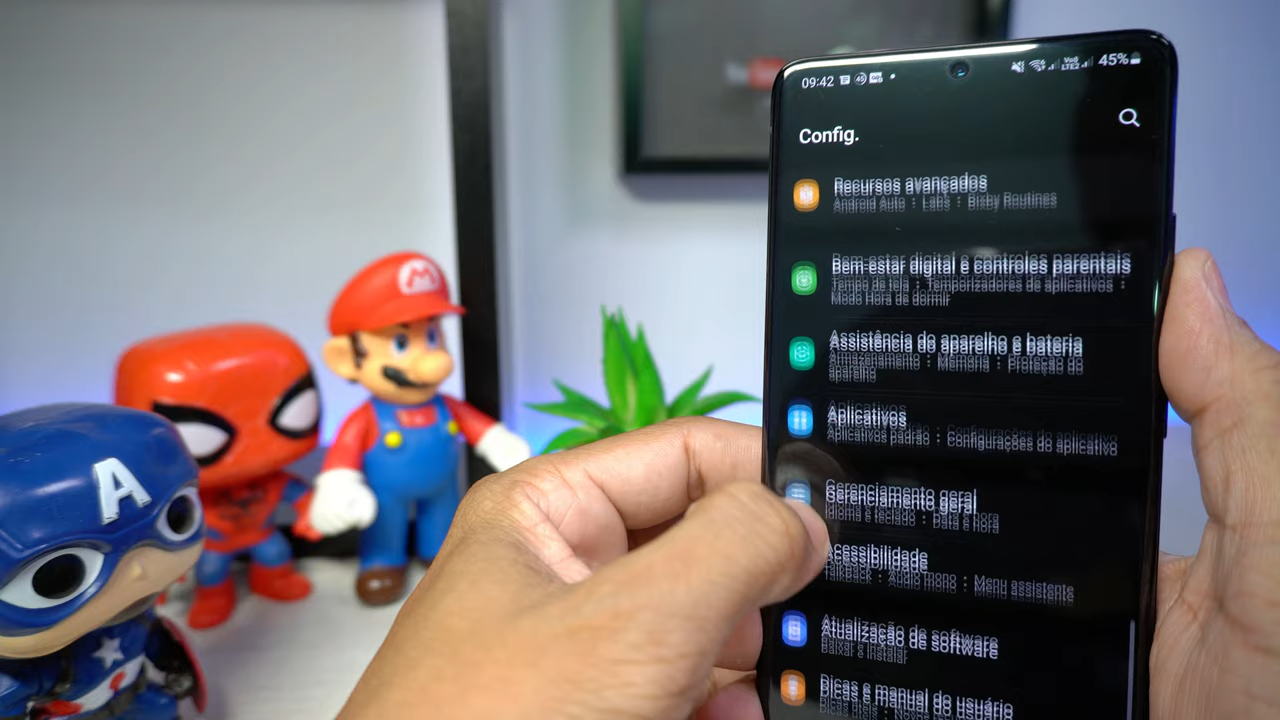 09:42
45%
Config.
Recursos avançados
Android Auto : Labs : Bixby Routines
Bem-estar digital e controles parentais
Tempo de tela : Temporizadores de aplicativos :
Modo Hora de dormir
Assistência do aparelho e bateria
Armazenamento : Memória : Proteção do
aparelho
Aplicativos
Aplicativos padrão : Configurações do aplicativo
Gerenciamento geral
Idioma e teclado : Data e hora
Acessibilidade
TalkBack : Áudio mono : Menu assistente
Atualização de software
Baixar e instalar
Dicas e manual do usuário
A
M